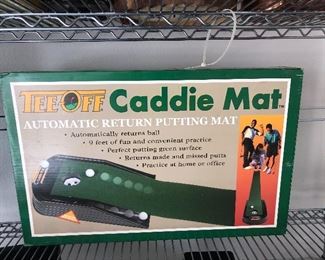 TEE-OFF Caddie Mat™
AUTOMATIC RETURN PUTTING MAT
• Automatically returns ball
• 9 feet of fun and convenient practice
• Perfect putting green surface
• Returns made and missed putts
• Practice at home or office